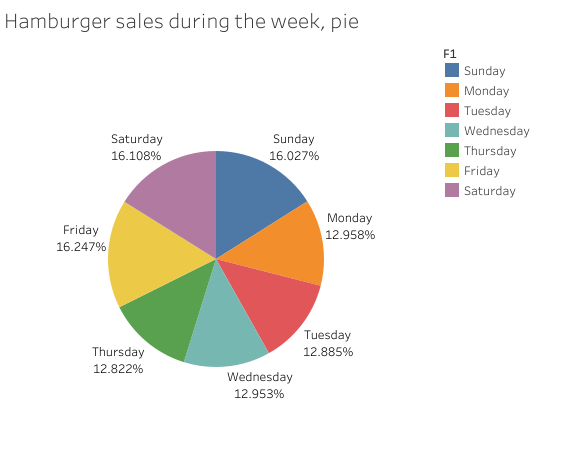 Hamburger sales during the week, pie
F1
Sunday
Monday
Tuesday
Wednesday
Thursday
Friday
Saturday
Saturday
16.108%
Sunday
16.027%
Monday
12.958%
Friday
16.247%
Tuesday
12.885%
Thursday
12.822%
Wednesday
12.953%